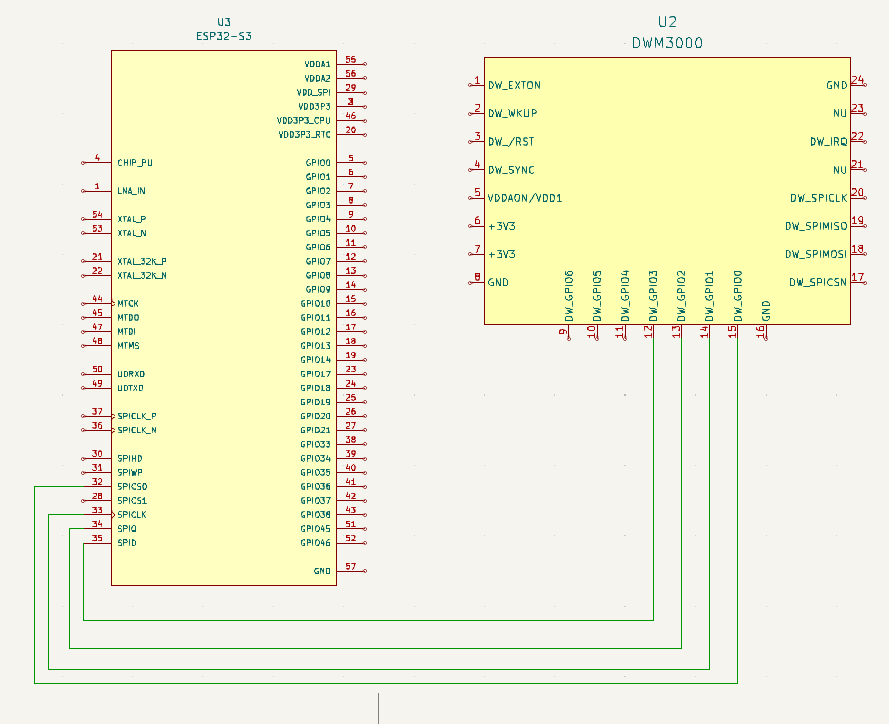 U3
ESP32-S3
U2
DWM3000
VDDA1 55
VDDA2 56
VDD_SPI 29
VDD3P3
VDD3P3_CPU 46
VDD3P3_RTC 20
4 CHIP_PU GPIO0 5
GPIO1 6
1 LNA_IN GPIO2 7
GPIO3 8
54 XTAL_P GPIO4 9
53 XTAL_N GPIO5 10
GPIO6 11
21 XTAL_32K_P GPIO7 12
22 XTAL_32K_N GPIO8 13
GPIO9 14
44 MTCK GPIO10 15
45 MTDO GPIO11 16
47 MTDI GPIO12 17
48 MTMS GPIO13 18
GPIO14 19
50 U0RXD GPIO17 23
49 U0TXD GPIO18 24
GPIO19 25
37 SPICLK_P GPIO20 26
36 SPICLK_N GPIO21 27
GPIO33 38
30 SPIHD GPIO34 39
31 SPIWP GPIO35 40
32 SPICS0 GPIO36 41
28 SPICS1 GPIO37 42
33 SPICLK GPIO38 43
34 SPIQ GPIO45 51
35 SPID GPIO46 52
GND 57
1 DW_EXTON GND 24
2 DW_WKUP NU 23
3 DW_/RST DW_IRQ 22
4 DW_SYNC NU 21
5 VDDAON/VDD1 DW_SPICLK 20
6 +3V3 DW_SPIMISO 19
7 +3V3 DW_SPIMOSI 18
8 GND DW_SPICSN 17
9 DW_GPIO6
10 DW_GPIO5
11 DW_GPIO4
12 DW_GPIO3
13 DW_GPIO2
14 DW_GPIO1
15 DW_GPIO0
16 GND